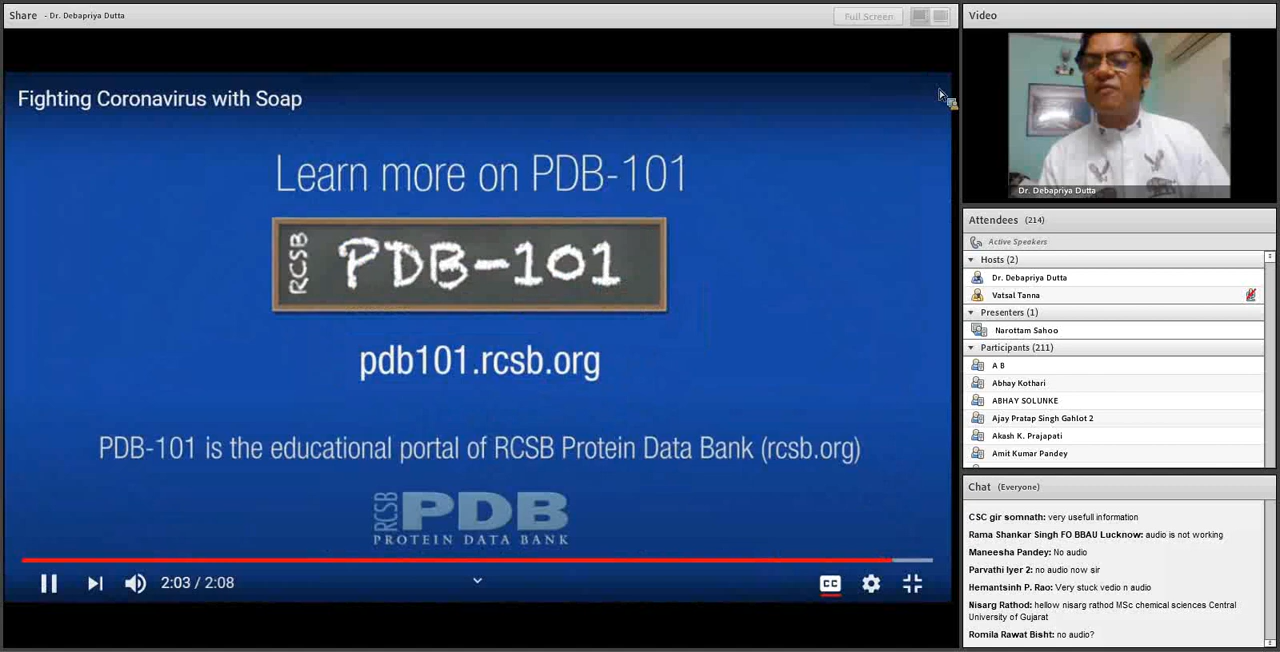 Share - Dr. Debapriya Dutta
Full Screen
Fighting Coronavirus with Soap
Learn more on PDB-101
RCSB PDB-101
pdb101.rcsb.org
PDB-101 is the educational portal of RCSB Protein Data Bank (rcsb.org)
RCSB PDB
PROTEIN DATA BANK
2:03 / 2:08
CC
Video
Dr. Debapriya Dutta
Attendees (214)
Active Speakers
Hosts (2)
Dr. Debapriya Dutta
Vatsal Tanna
Presenters (1)
Narottam Sahoo
Participants (211)
A B
Abhay Kothari
ABHAY SOLUNKE
Ajay Pratap Singh Gahlot 2
Akash K. Prajapati
Amit Kumar Pandey
Chat (Everyone)
CSC gir somnath: very usefull information
Rama Shankar Singh FO BBAU Lucknow: audio is not working
Maneesha Pandey: No audio
Parvathi Iyer 2: no audio now sir
Hemantsinh P. Rao: Very stuck vedio n audio
Nisarg Rathod: hellow nisarg rathod MSc chemical sciences Central
University of Gujarat
Romila Rawat Bisht: no audio?